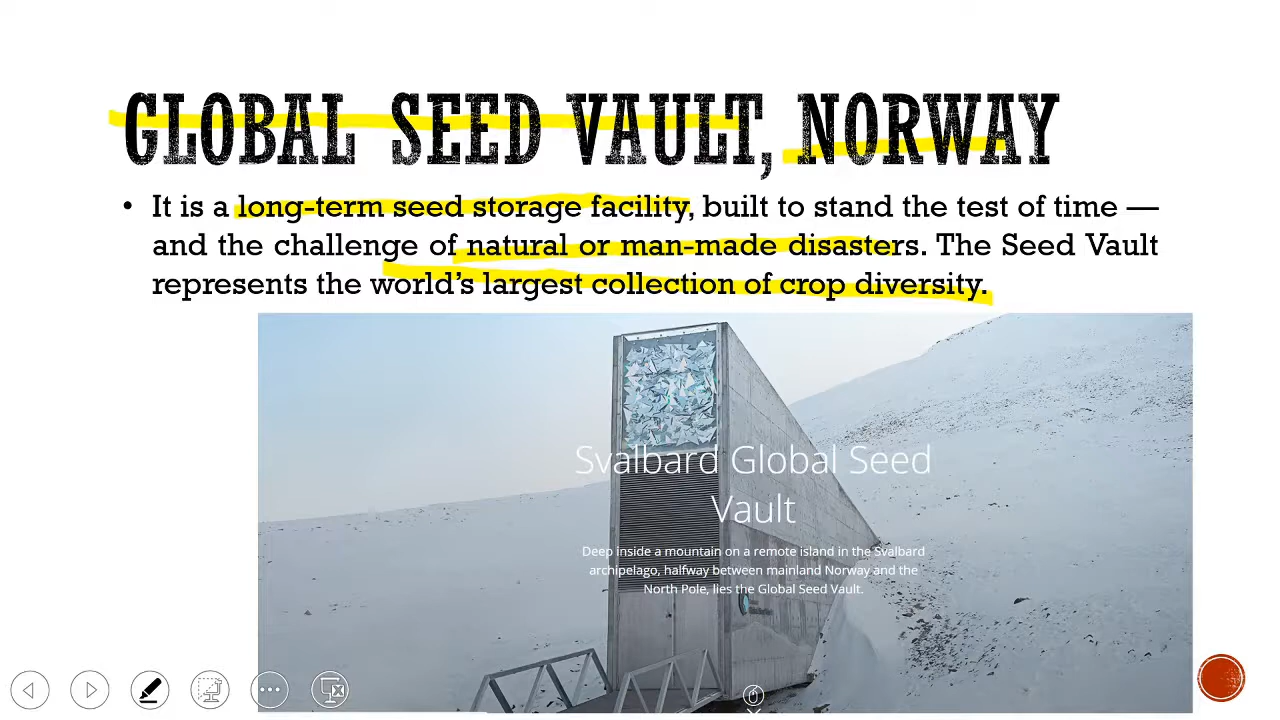 GLOBAL SEED VAULT, NORWAY
• It is a long-term seed storage facility, built to stand the test of time —
and the challenge of natural or man-made disasters. The Seed Vault
represents the world’s largest collection of crop diversity.
Svalbard Global Seed
Vault
Deep inside a mountain on a remote island in the Svalbard
archipelago, halfway between mainland Norway and the
North Pole, lies the Global Seed Vault.